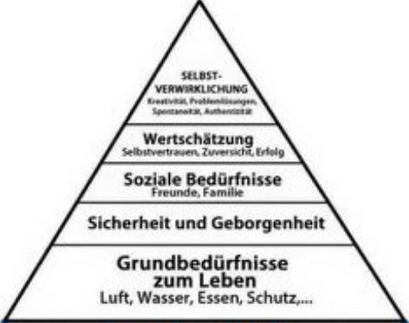 SELBST-
VERWIRKLICHUNG
Kreativität, Problemlösungen,
Spontaneität, Authentizität
Wertschätzung
Selbstvertrauen, Zuversicht, Erfolg
Soziale Bedürfnisse
Freunde, Familie
Sicherheit und Geborgenheit
Grundbedürfnisse
zum Leben
Luft, Wasser, Essen, Schutz,...